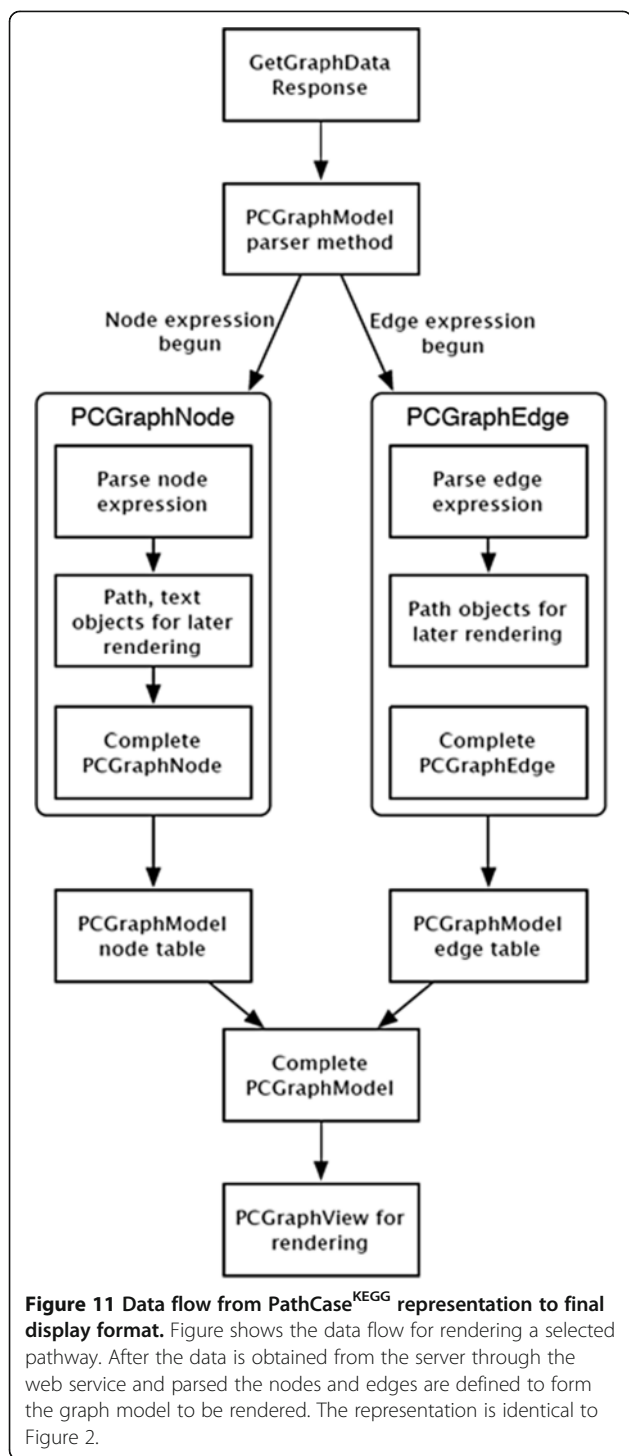 GetGraphData
Response
PCGraphModel
parser method
Node expression
begun
Edge expression
begun
PCGraphNode
Parse node
expression
Path, text
objects for later
rendering
Complete
PCGraphNode
PCGraphEdge
Parse edge
expression
Path objects for
later rendering
Complete
PCGraphEdge
PCGraphModel
node table
PCGraphModel
edge table
Complete
PCGraphModel
PCGraphView for
rendering
Figure 11 Data flow from PathCaseKEGG representation to final
display format. Figure shows the data flow for rendering a selected
pathway. After the data is obtained from the server through the
web service and parsed the nodes and edges are defined to form
the graph model to be rendered. The representation is identical to
Figure 2.